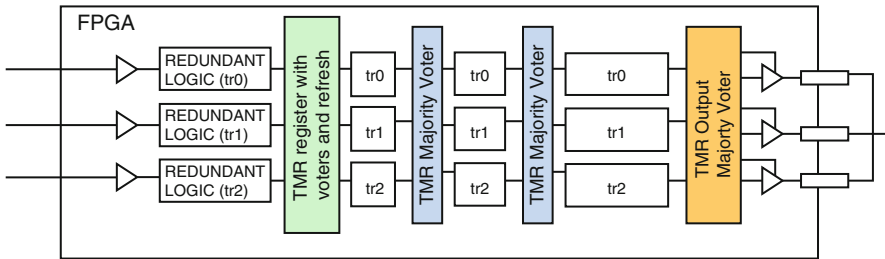 FPGA
REDUNDANT
LOGIC (tr0)
REDUNDANT
LOGIC (tr1)
REDUNDANT
LOGIC (tr2)
TMR register with
voters and refresh
tr0
tr1
tr2
TMR Majority Voter
tr0
tr1
tr2
TMR Majority Voter
tr0
tr1
tr2
TMR Output
Majorty Voter